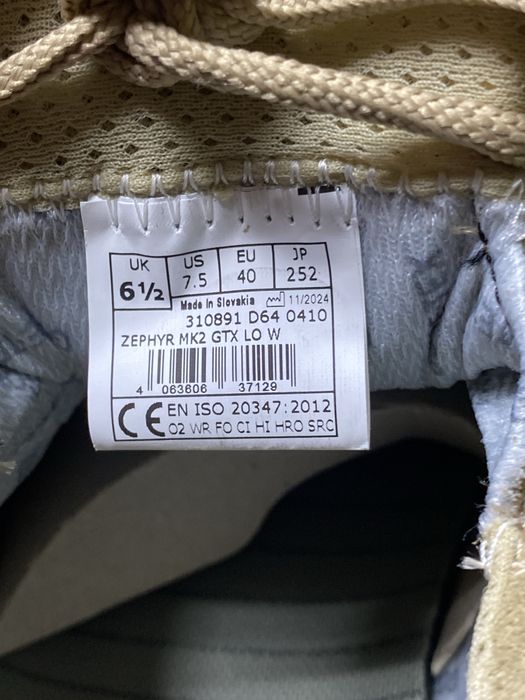 UK US EU JP
6½ 7.5 40 252
Made In Slovakia 11/2024
310891 D64 0410
ZEPHYR MK2 GTX LO W
4 063606 37129
CE EN ISO 20347:2012
O2 WR FO CI HI HRO SRC